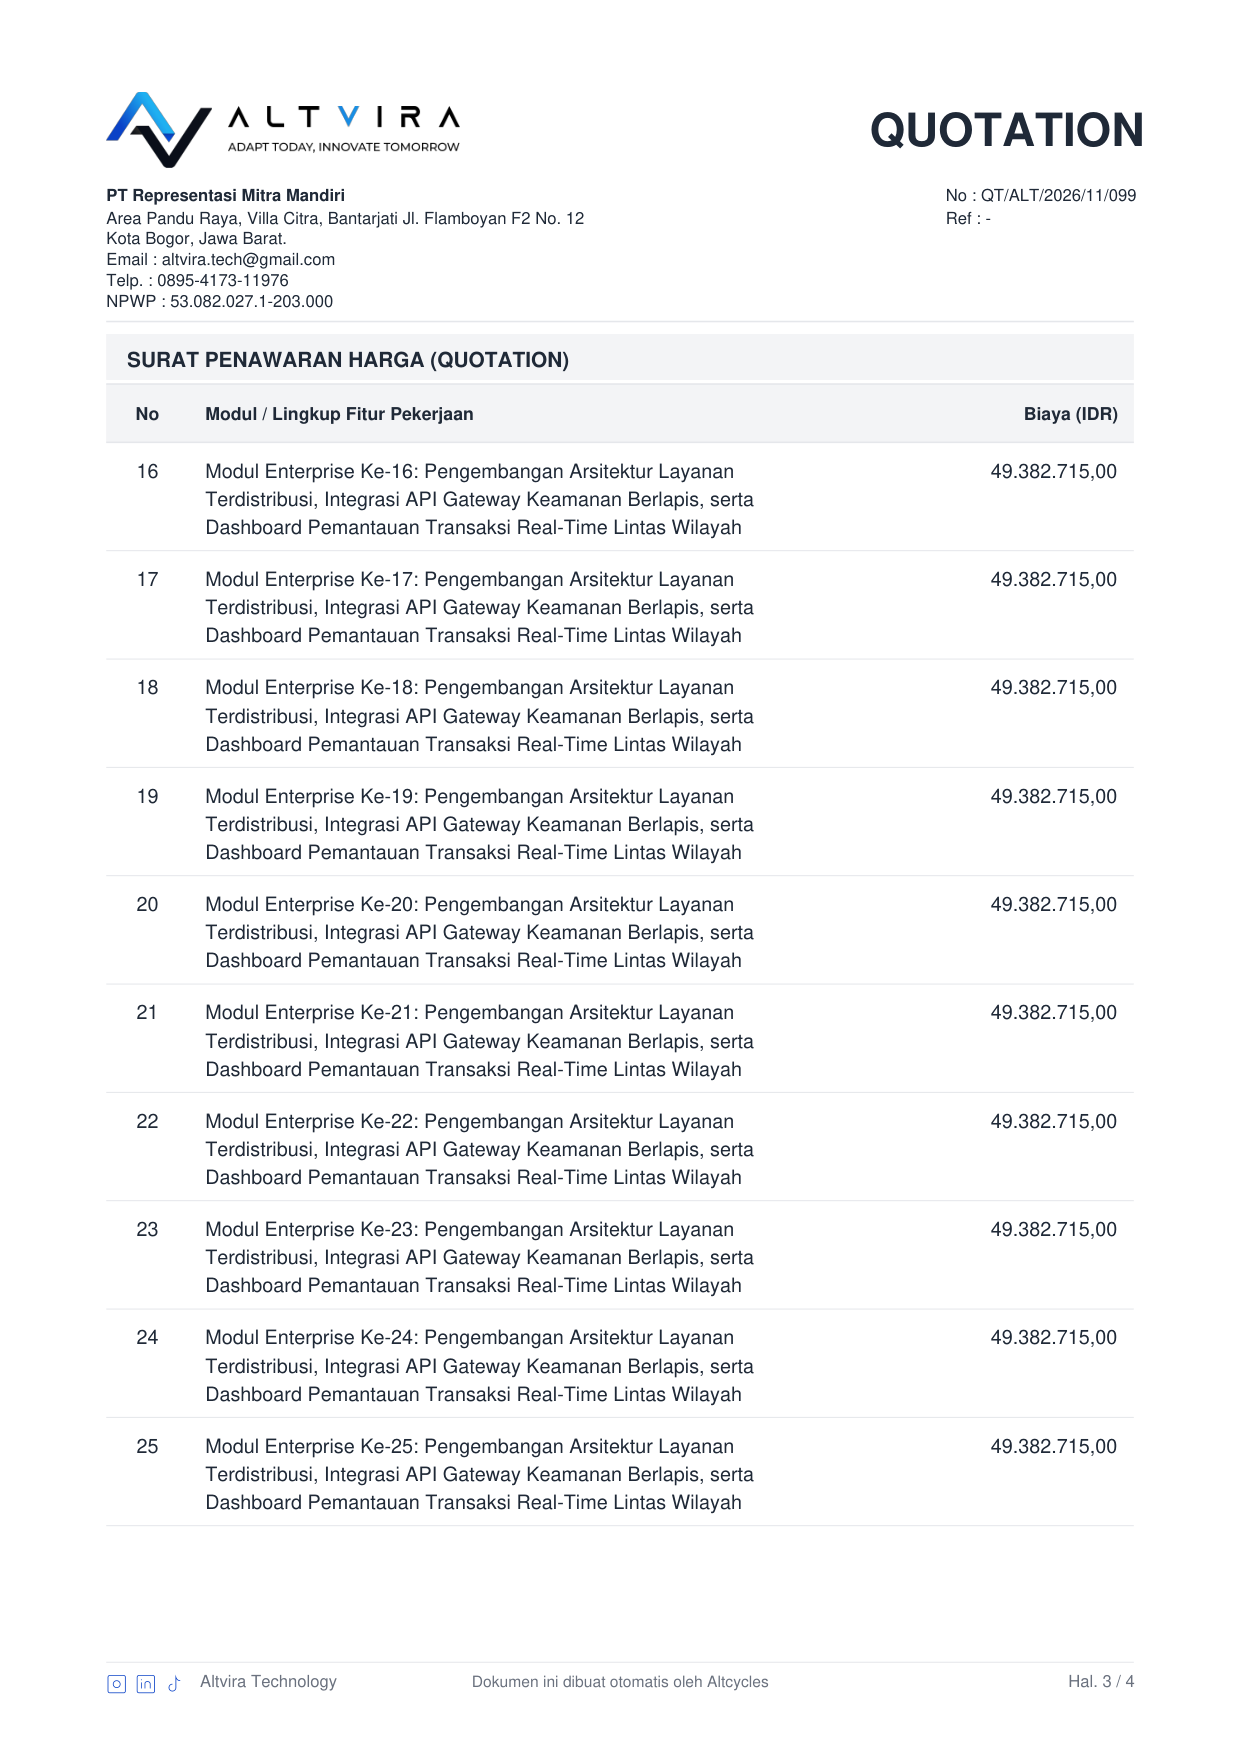 ALTVIRA
ADAPT TODAY, INNOVATE TOMORROW
QUOTATION
PT Representasi Mitra Mandiri
Area Pandu Raya, Villa Citra, Bantarjati Jl. Flamboyan F2 No. 12
Kota Bogor, Jawa Barat.
Email : altvira.tech@gmail.com
Telp. : 0895-4173-11976
NPWP : 53.082.027.1-203.000
No : QT/ALT/2026/11/099
Ref : -
SURAT PENAWARAN HARGA (QUOTATION)
No Modul / Lingkup Fitur Pekerjaan Biaya (IDR)
16 Modul Enterprise Ke-16: Pengembangan Arsitektur Layanan 49.382.715,00
Terdistribusi, Integrasi API Gateway Keamanan Berlapis, serta
Dashboard Pemantauan Transaksi Real-Time Lintas Wilayah
17 Modul Enterprise Ke-17: Pengembangan Arsitektur Layanan 49.382.715,00
Terdistribusi, Integrasi API Gateway Keamanan Berlapis, serta
Dashboard Pemantauan Transaksi Real-Time Lintas Wilayah
18 Modul Enterprise Ke-18: Pengembangan Arsitektur Layanan 49.382.715,00
Terdistribusi, Integrasi API Gateway Keamanan Berlapis, serta
Dashboard Pemantauan Transaksi Real-Time Lintas Wilayah
19 Modul Enterprise Ke-19: Pengembangan Arsitektur Layanan 49.382.715,00
Terdistribusi, Integrasi API Gateway Keamanan Berlapis, serta
Dashboard Pemantauan Transaksi Real-Time Lintas Wilayah
20 Modul Enterprise Ke-20: Pengembangan Arsitektur Layanan 49.382.715,00
Terdistribusi, Integrasi API Gateway Keamanan Berlapis, serta
Dashboard Pemantauan Transaksi Real-Time Lintas Wilayah
21 Modul Enterprise Ke-21: Pengembangan Arsitektur Layanan 49.382.715,00
Terdistribusi, Integrasi API Gateway Keamanan Berlapis, serta
Dashboard Pemantauan Transaksi Real-Time Lintas Wilayah
22 Modul Enterprise Ke-22: Pengembangan Arsitektur Layanan 49.382.715,00
Terdistribusi, Integrasi API Gateway Keamanan Berlapis, serta
Dashboard Pemantauan Transaksi Real-Time Lintas Wilayah
23 Modul Enterprise Ke-23: Pengembangan Arsitektur Layanan 49.382.715,00
Terdistribusi, Integrasi API Gateway Keamanan Berlapis, serta
Dashboard Pemantauan Transaksi Real-Time Lintas Wilayah
24 Modul Enterprise Ke-24: Pengembangan Arsitektur Layanan 49.382.715,00
Terdistribusi, Integrasi API Gateway Keamanan Berlapis, serta
Dashboard Pemantauan Transaksi Real-Time Lintas Wilayah
25 Modul Enterprise Ke-25: Pengembangan Arsitektur Layanan 49.382.715,00
Terdistribusi, Integrasi API Gateway Keamanan Berlapis, serta
Dashboard Pemantauan Transaksi Real-Time Lintas Wilayah
in Altvira Technology Dokumen ini dibuat otomatis oleh Altcycles Hal. 3 / 4